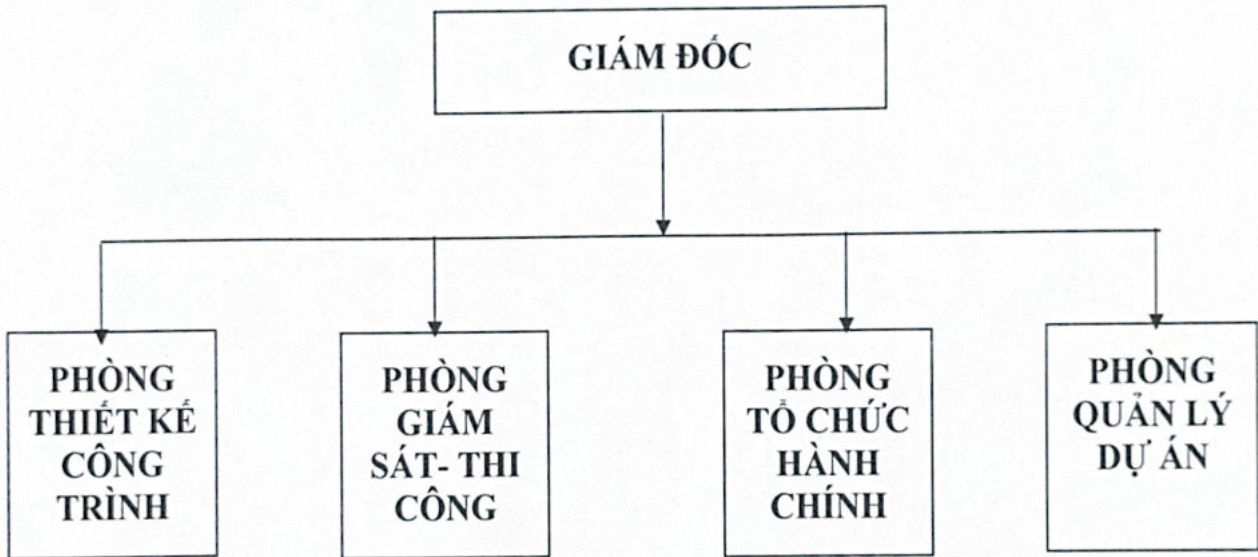 GIÁM ĐỐC
PHÒNG
THIẾT KẾ
CÔNG
TRÌNH
PHÒNG
GIÁM
SÁT- THI
CÔNG
PHÒNG
TỔ CHỨC
HÀNH
CHÍNH
PHÒNG
QUẢN LÝ
DỰ ÁN